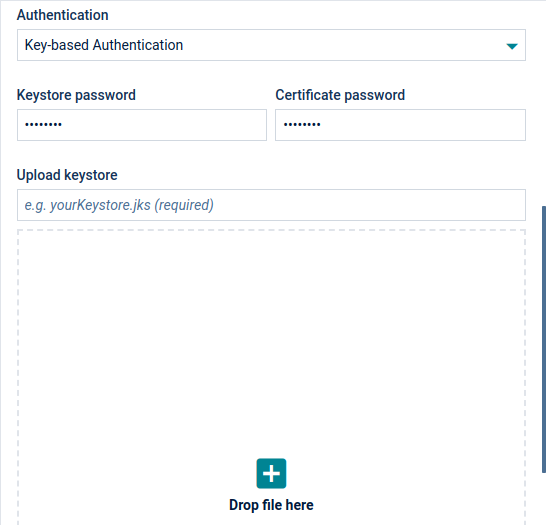 Authentication
Key-based Authentication
Keystore password Certificate password
•••••••• ••••••••
Upload keystore
e.g. yourKeystore.jks (required)
Drop file here